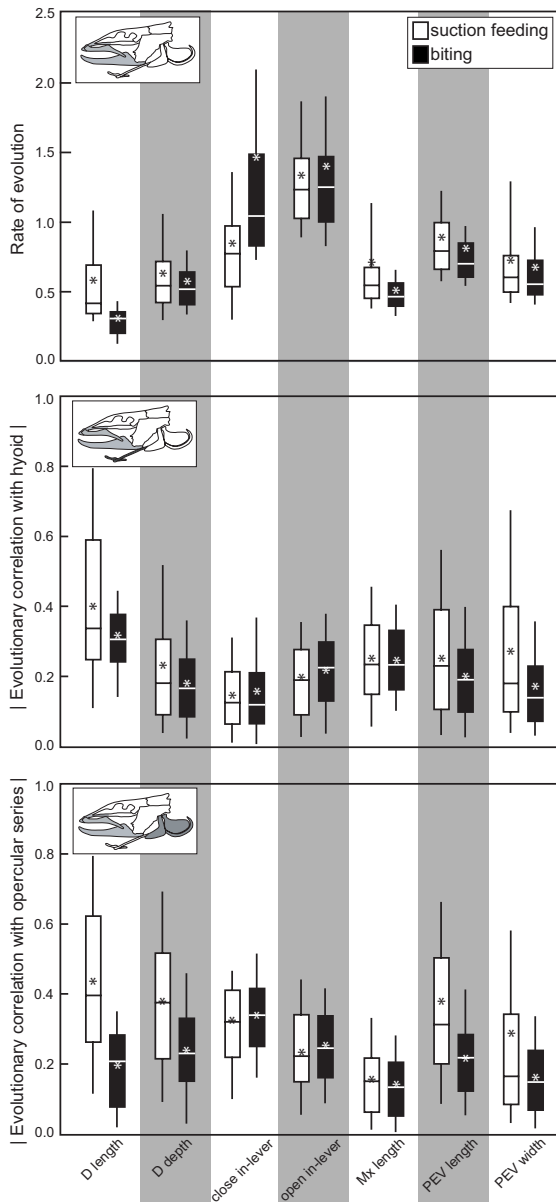 suction feeding
biting
Rate of evolution
2.5
2.0
1.5
1.0
0.5
0.0
| Evolutionary correlation with hyoid |
1.0
0.8
0.6
0.4
0.2
0.0
| Evolutionary correlation with opercular series |
1.0
0.8
0.6
0.4
0.2
0.0
D length
D depth
close in-lever
open in-lever
Mx length
PEV length
PEV width